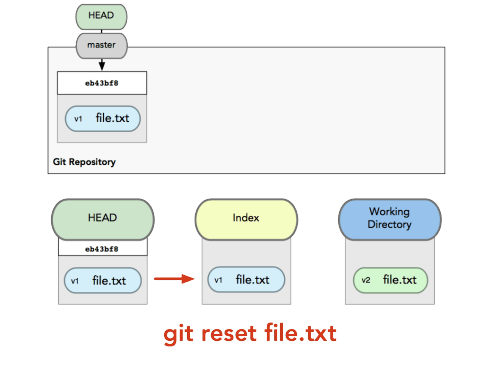 HEAD
master
eb43bf8
v1 file.txt
Git Repository
HEAD
Index
Working
Directory
eb43bf8
v1 file.txt
v1 file.txt
v2 file.txt
git reset file.txt